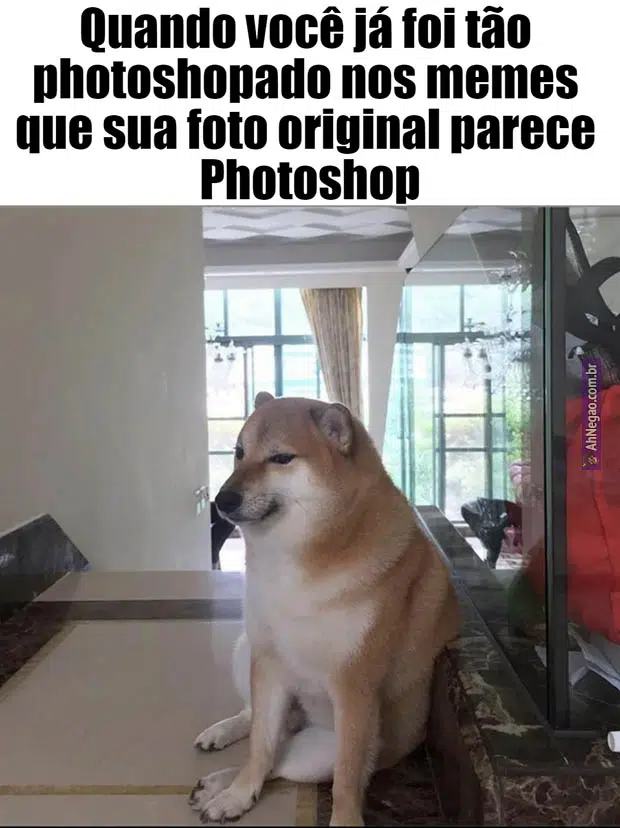 Quando você já foi tão
photoshopado nos memes
que sua foto original parece
Photoshop
AhNegao.com.br